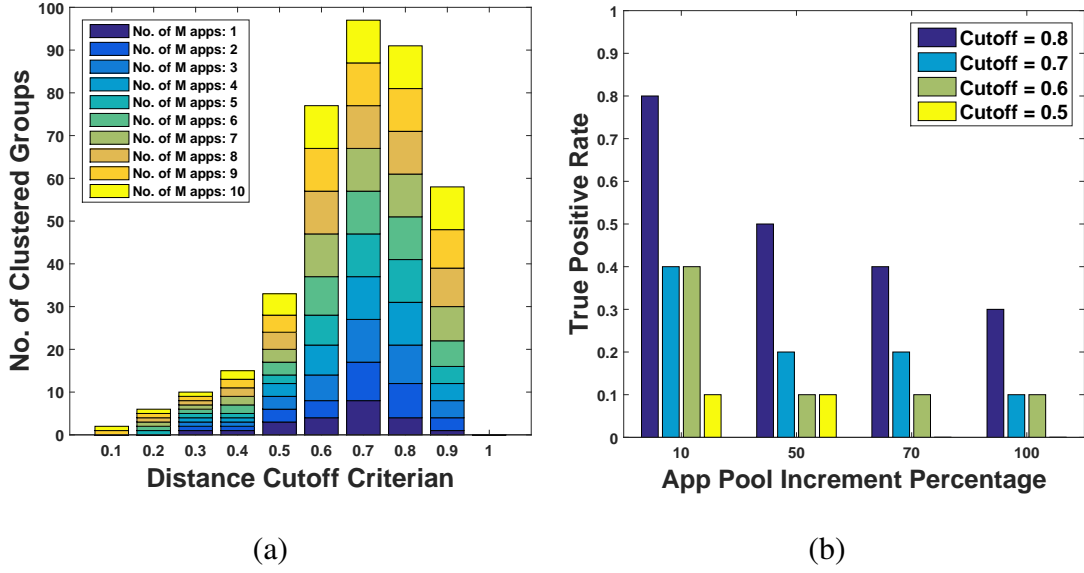 No. of Clustered Groups
100
90
80
70
60
50
40
30
20
10
0
No. of M apps: 1
No. of M apps: 2
No. of M apps: 3
No. of M apps: 4
No. of M apps: 5
No. of M apps: 6
No. of M apps: 7
No. of M apps: 8
No. of M apps: 9
No. of M apps: 10
0.1 0.2 0.3 0.4 0.5 0.6 0.7 0.8 0.9 1
Distance Cutoff Criterian
(a)
True Positive Rate
1
0.9
0.8
0.7
0.6
0.5
0.4
0.3
0.2
0.1
0
Cutoff = 0.8
Cutoff = 0.7
Cutoff = 0.6
Cutoff = 0.5
10 50 70 100
App Pool Increment Percentage
(b)